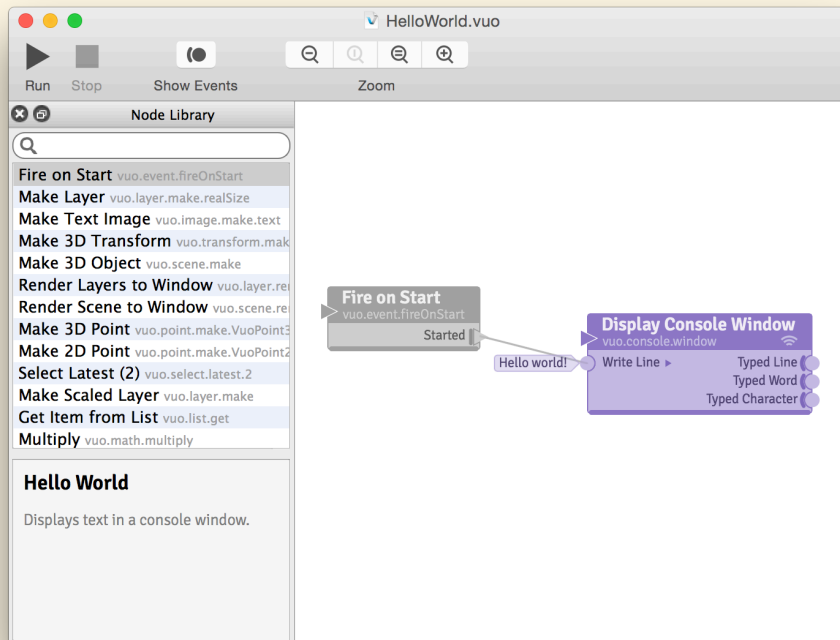 HelloWorld.vuo
Run
Stop
Show Events
Zoom
Node Library
Fire on Start vuo.event.fireOnStart
Make Layer vuo.layer.make.realSize
Make Text Image vuo.image.make.text
Make 3D Transform vuo.transform.mak
Make 3D Object vuo.scene.make
Render Layers to Window vuo.layer.re
Render Scene to Window vuo.scene.re
Make 3D Point vuo.point.make.VuoPoint3
Make 2D Point vuo.point.make.VuoPoint2
Select Latest (2) vuo.select.latest.2
Make Scaled Layer vuo.layer.make
Get Item from List vuo.list.get
Multiply vuo.math.multiply
Hello World
Displays text in a console window.
Fire on Start
vuo.event.fireOnStart
Started
Hello world!
Display Console Window
vuo.console.window
Write Line Typed Line
Typed Word
Typed Character